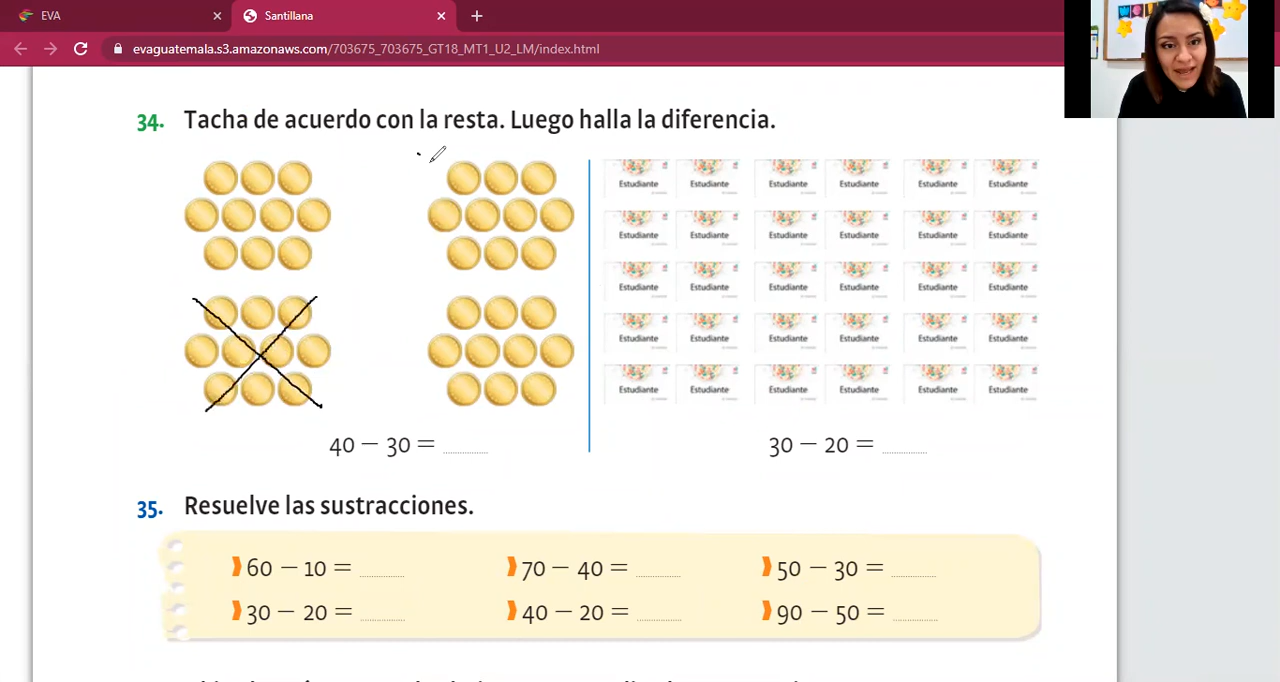 EVA
Santillana
evaguatemala.s3.amazonaws.com/703675_703675_GT18_MT1_U2_LM/index.html
34. Tacha de acuerdo con la resta. Luego halla la diferencia.
Estudiante Estudiante Estudiante Estudiante Estudiante Estudiante
Estudiante Estudiante Estudiante Estudiante Estudiante Estudiante
Estudiante Estudiante Estudiante Estudiante Estudiante Estudiante
Estudiante Estudiante Estudiante Estudiante Estudiante Estudiante
Estudiante Estudiante Estudiante Estudiante Estudiante Estudiante
40 − 30 = 
30 − 20 = 
35. Resuelve las sustracciones.
60 − 10 = 70 − 40 = 50 − 30 =
30 − 20 = 40 − 20 = 90 − 50 =